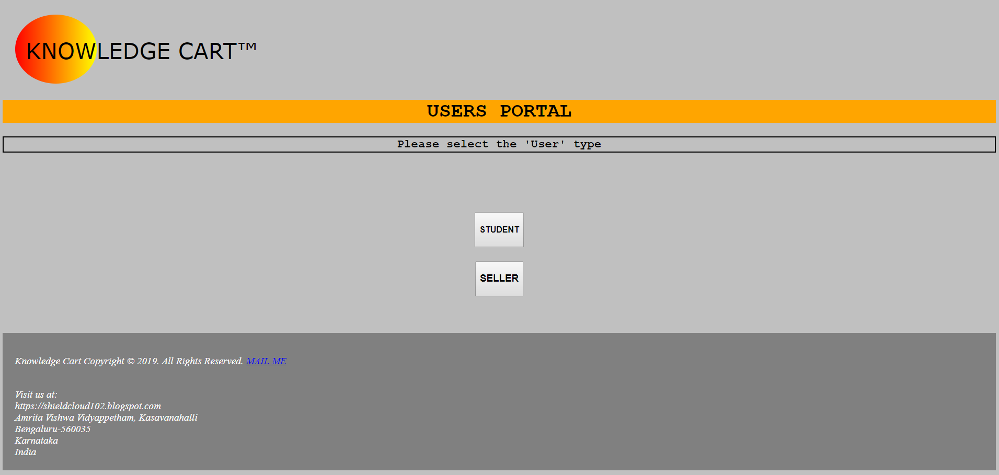 KNOWLEDGE CART™
USERS PORTAL
Please select the 'User' type
STUDENT
SELLER
Knowledge Cart Copyright © 2019. All Rights Reserved. MAIL ME
Visit us at:
https://shieldcloud102.blogspot.com
Amrita Vishwa Vidyappetham, Kasavanahalli
Bengaluru-560035
Karnataka
India